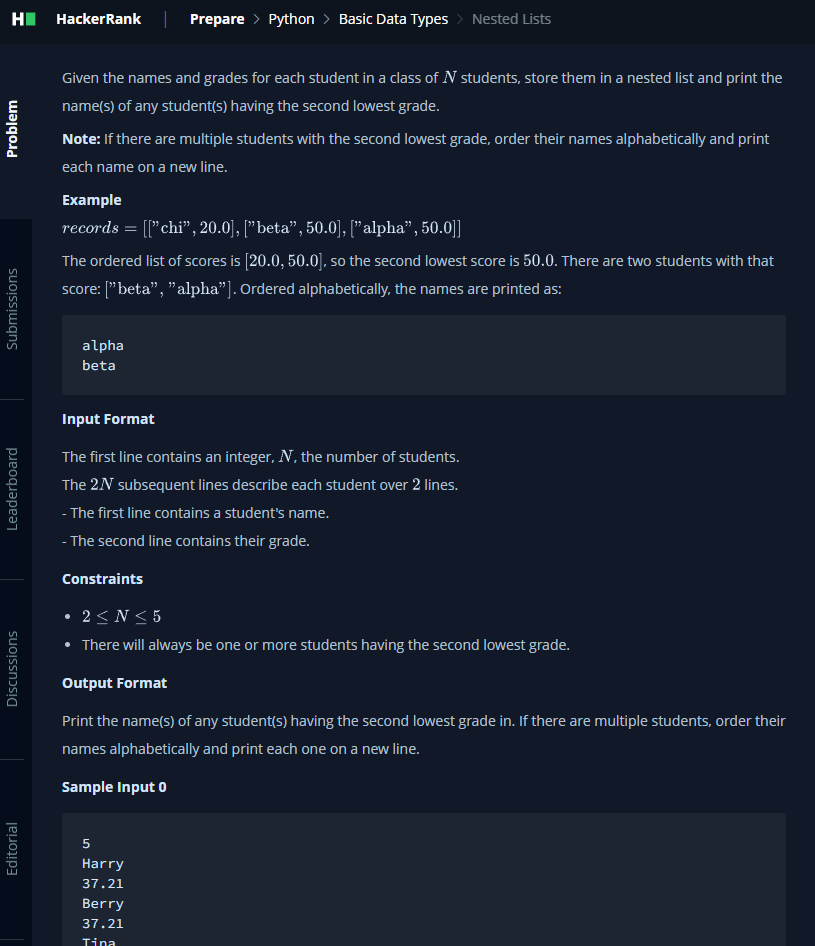 HackerRank | Prepare > Python > Basic Data Types > Nested Lists
Problem
Submissions
Leaderboard
Discussions
Editorial
Given the names and grades for each student in a class of N students, store them in a nested list and print the
name(s) of any student(s) having the second lowest grade.
Note: If there are multiple students with the second lowest grade, order their names alphabetically and print
each name on a new line.
Example
records = [["chi", 20.0], ["beta", 50.0], ["alpha", 50.0]]
The ordered list of scores is [20.0, 50.0], so the second lowest score is 50.0. There are two students with that
score: ["beta", "alpha"]. Ordered alphabetically, the names are printed as:
alpha
beta
Input Format
The first line contains an integer, N, the number of students.
The 2N subsequent lines describe each student over 2 lines.
- The first line contains a student's name.
- The second line contains their grade.
Constraints
• 2 ≤ N ≤ 5
• There will always be one or more students having the second lowest grade.
Output Format
Print the name(s) of any student(s) having the second lowest grade in. If there are multiple students, order their
names alphabetically and print each one on a new line.
Sample Input 0
5
Harry
37.21
Berry
37.21
Tina